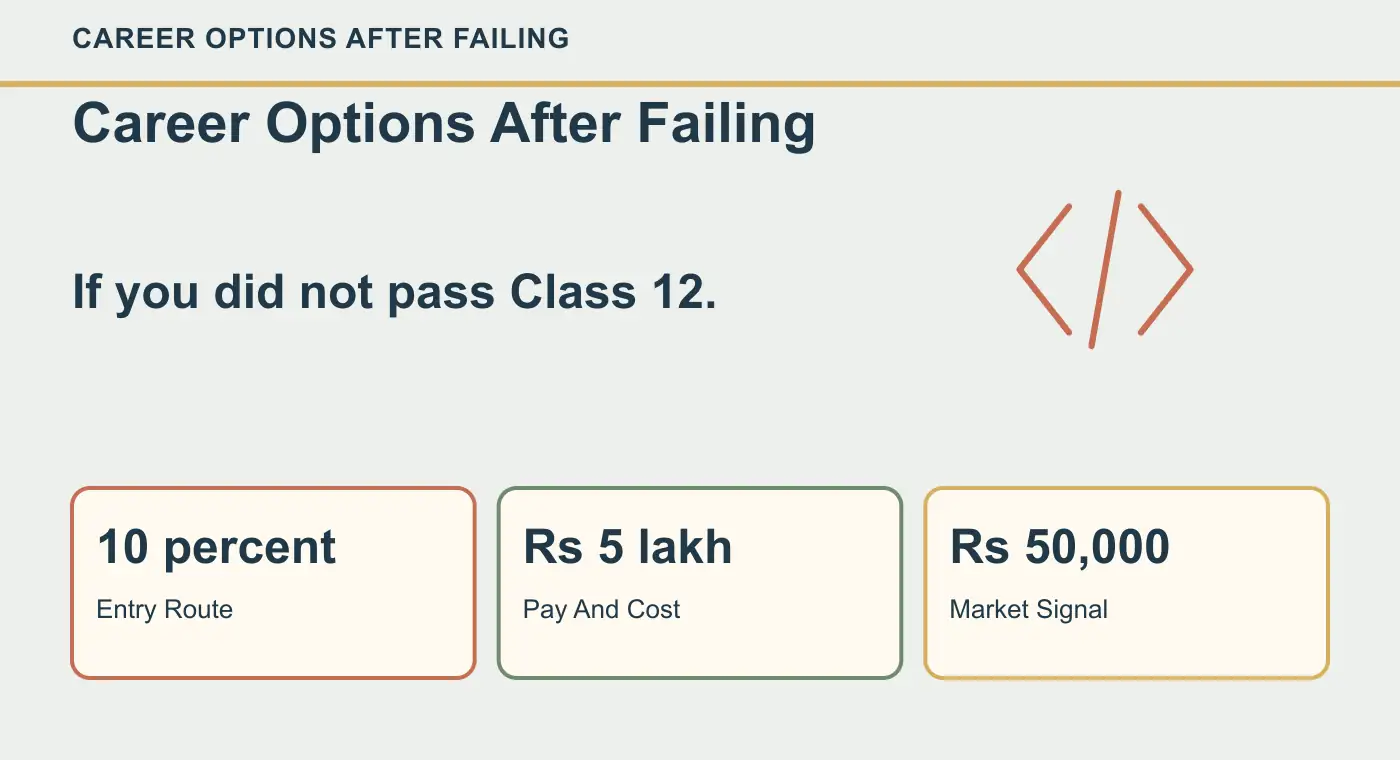 CAREER OPTIONS AFTER FAILING
Career Options After Failing
If you did not pass Class 12.
10 percent
Entry Route
Rs 5 lakh
Pay And Cost
Rs 50,000
Market Signal